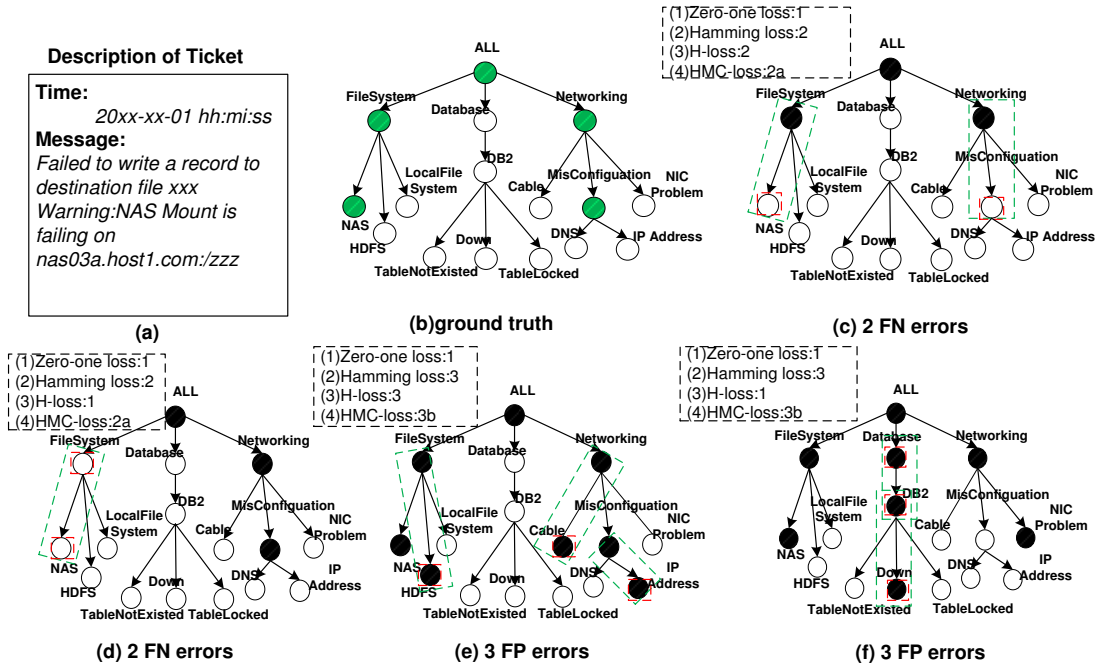 Description of Ticket
Time:
20xx-xx-01 hh:mi:ss
Message:
Failed to write a record to
destination file xxx
Warning:NAS Mount is
failing on
nas03a.host1.com:/zzz
(a)
ALL
FileSystem
Database
Networking
DB2
LocalFile
System
MisConfiguation
NIC
Problem
Cable
NAS
HDFS
DNS
IP Address
Down
TableNotExisted
TableLocked
(b)ground truth
(1)Zero-one loss:1
(2)Hamming loss:2
(3)H-loss:2
(4)HMC-loss:2a
ALL
FileSystem
Database
Networking
DB2
MisConfiguation
LocalFile
System
NIC
Problem
Cable
NAS
HDFS
DNS
IP Address
Down
TableNotExisted
TableLocked
(c) 2 FN errors
(1)Zero-one loss:1
(2)Hamming loss:2
(3)H-loss:1
(4)HMC-loss:2a
ALL
FileSystem
Database
Networking
DB2
MisConfiguation
LocalFile
System
Cable
NIC
Problem
NAS
HDFS
DNS
IP
Address
Down
TableNotExisted
TableLocked
(d) 2 FN errors
(1)Zero-one loss:1
(2)Hamming loss:3
(3)H-loss:3
(4)HMC-loss:3b
ALL
FileSystem
Database
Networking
DB2
MisConfiguation
LocalFile
System
Cable
NIC
Problem
NAS
HDFS
DNS
IP
Address
Down
TableNotExisted
TableLocked
(e) 3 FP errors
(1)Zero-one loss:1
(2)Hamming loss:3
(3)H-loss:1
(4)HMC-loss:3b
ALL
FileSystem
Database
Networking
DB2
MisConfiguation
LocalFile
System
Cable
NIC
Problem
NAS
HDFS
DNS
IP
Address
Down
TableNotExisted
TableLocked
(f) 3 FP errors